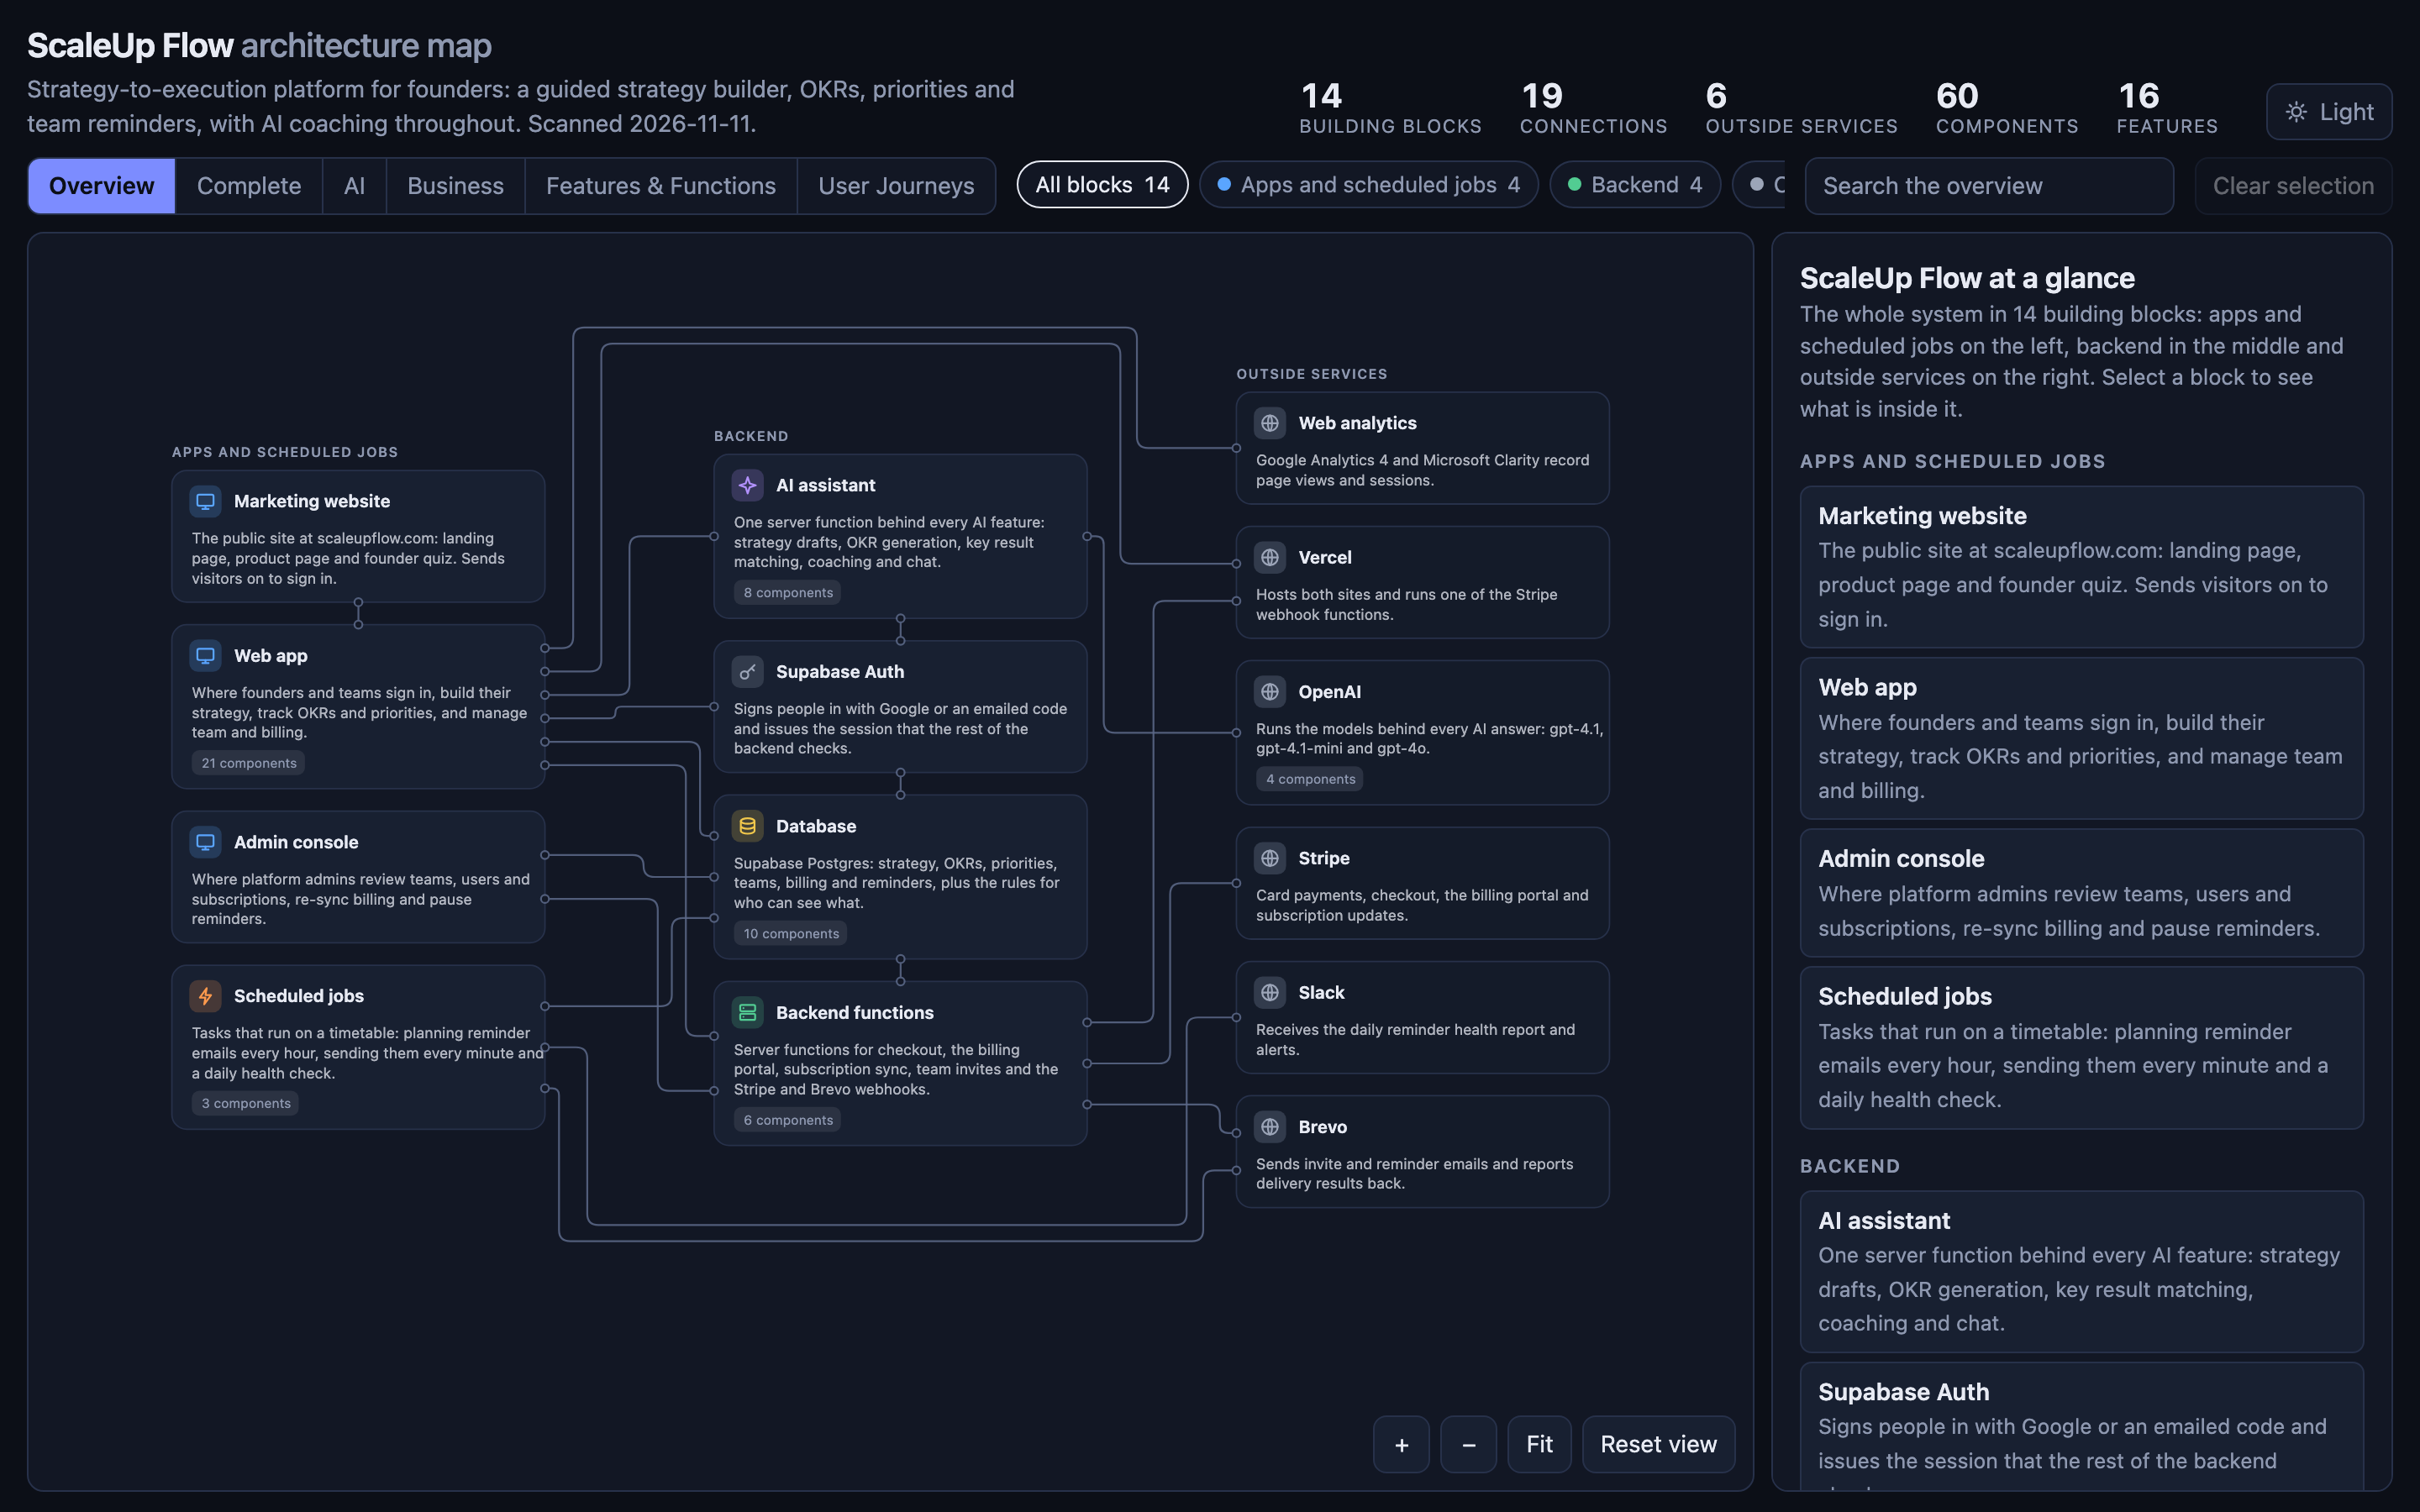 ScaleUp Flow architecture map
Strategy-to-execution platform for founders: a guided strategy builder, OKRs, priorities and
team reminders, with AI coaching throughout. Scanned 2026-11-11.
14
BUILDING BLOCKS
19
CONNECTIONS
6
OUTSIDE SERVICES
60
COMPONENTS
16
FEATURES
Light
Overview
Complete
AI
Business
Features & Functions
User Journeys
All blocks 14
Apps and scheduled jobs 4
Backend 4
Search the overview
Clear selection
APPS AND SCHEDULED JOBS
Marketing website
The public site at scaleupflow.com: landing
page, product page and founder quiz. Sends
visitors on to sign in.
Web app
Where founders and teams sign in, build their
strategy, track OKRs and priorities, and manage
team and billing.
21 components
Admin console
Where platform admins review teams, users and
subscriptions, re-sync billing and pause
reminders.
Scheduled jobs
Tasks that run on a timetable: planning reminder
emails every hour, sending them every minute and
a daily health check.
3 components
BACKEND
AI assistant
One server function behind every AI feature:
strategy drafts, OKR generation, key result
matching, coaching and chat.
8 components
Supabase Auth
Signs people in with Google or an emailed code
and issues the session that the rest of the
backend checks.
Database
Supabase Postgres: strategy, OKRs, priorities,
teams, billing and reminders, plus the rules for
who can see what.
10 components
Backend functions
Server functions for checkout, the billing
portal, subscription sync, team invites and the
Stripe and Brevo webhooks.
6 components
OUTSIDE SERVICES
Web analytics
Google Analytics 4 and Microsoft Clarity record
page views and sessions.
Vercel
Hosts both sites and runs one of the Stripe
webhook functions.
OpenAI
Runs the models behind every AI answer: gpt-4.1,
gpt-4.1-mini and gpt-4o.
4 components
Stripe
Card payments, checkout, the billing portal and
subscription updates.
Slack
Receives the daily reminder health report and
alerts.
Brevo
Sends invite and reminder emails and reports
delivery results back.
+
−
Fit
Reset view
ScaleUp Flow at a glance
The whole system in 14 building blocks: apps and
scheduled jobs on the left, backend in the middle and
outside services on the right. Select a block to see
what is inside it.
APPS AND SCHEDULED JOBS
Marketing website
The public site at scaleupflow.com: landing page,
product page and founder quiz. Sends visitors on to
sign in.
Web app
Where founders and teams sign in, build their
strategy, track OKRs and priorities, and manage team
and billing.
Admin console
Where platform admins review teams, users and
subscriptions, re-sync billing and pause reminders.
Scheduled jobs
Tasks that run on a timetable: planning reminder
emails every hour, sending them every minute and a
daily health check.
BACKEND
AI assistant
One server function behind every AI feature: strategy
drafts, OKR generation, key result matching,
coaching and chat.
Supabase Auth
Signs people in with Google or an emailed code and
issues the session that the rest of the backend